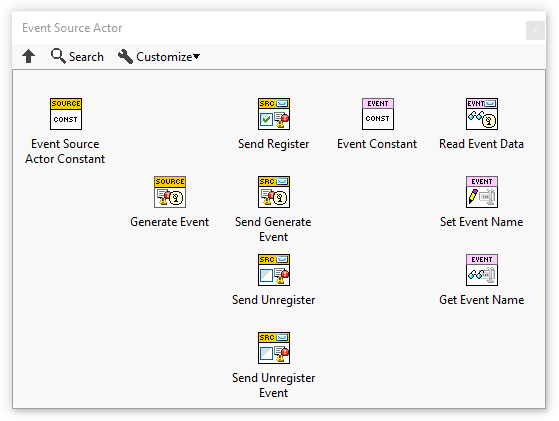 Event Source Actor
Search Customize▾
SOURCE
CONST
Event Source
Actor Constant
SRC
Send Register
EVENT
CONST
Event Constant
EVNT
Read Event Data
SOURCE
Generate Event
SRC
Send Generate
Event
EVENT
Set Event Name
SRC
Send Unregister
EVENT
Get Event Name
SRC
Send Unregister
Event